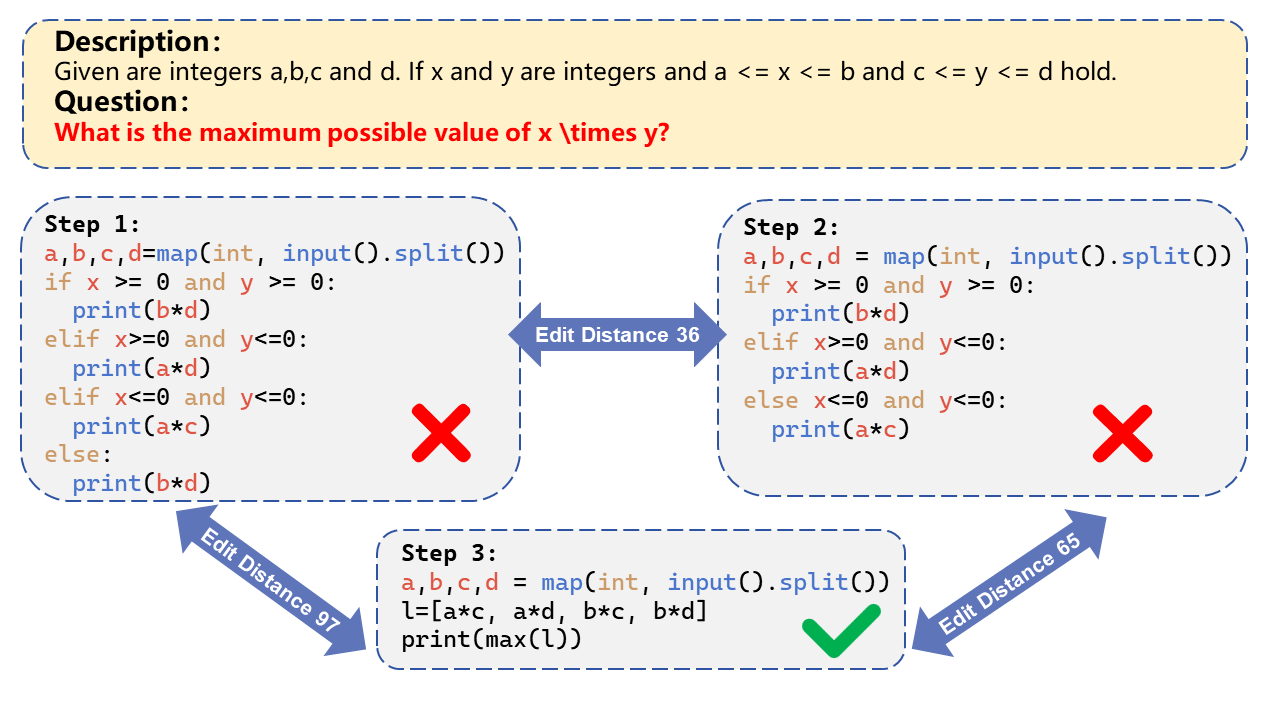 Description:
Given are integers a,b,c and d. If x and y are integers and a <= x <= b and c <= y <= d hold.
Question:
What is the maximum possible value of x \times y?
Step 1:
a,b,c,d=map(int, input().split())
if x >= 0 and y >= 0:
  print(b*d)
elif x>=0 and y<=0:
  print(a*d)
elif x<=0 and y<=0:
  print(a*c)
else:
  print(b*d)
Edit Distance 36
Step 2:
a,b,c,d = map(int, input().split())
if x >= 0 and y >= 0:
  print(b*d)
elif x>=0 and y<=0:
  print(a*d)
else x<=0 and y<=0:
  print(a*c)
Edit Distance 97
Step 3:
a,b,c,d = map(int, input().split())
l=[a*c, a*d, b*c, b*d]
print(max(l))
Edit Distance 65